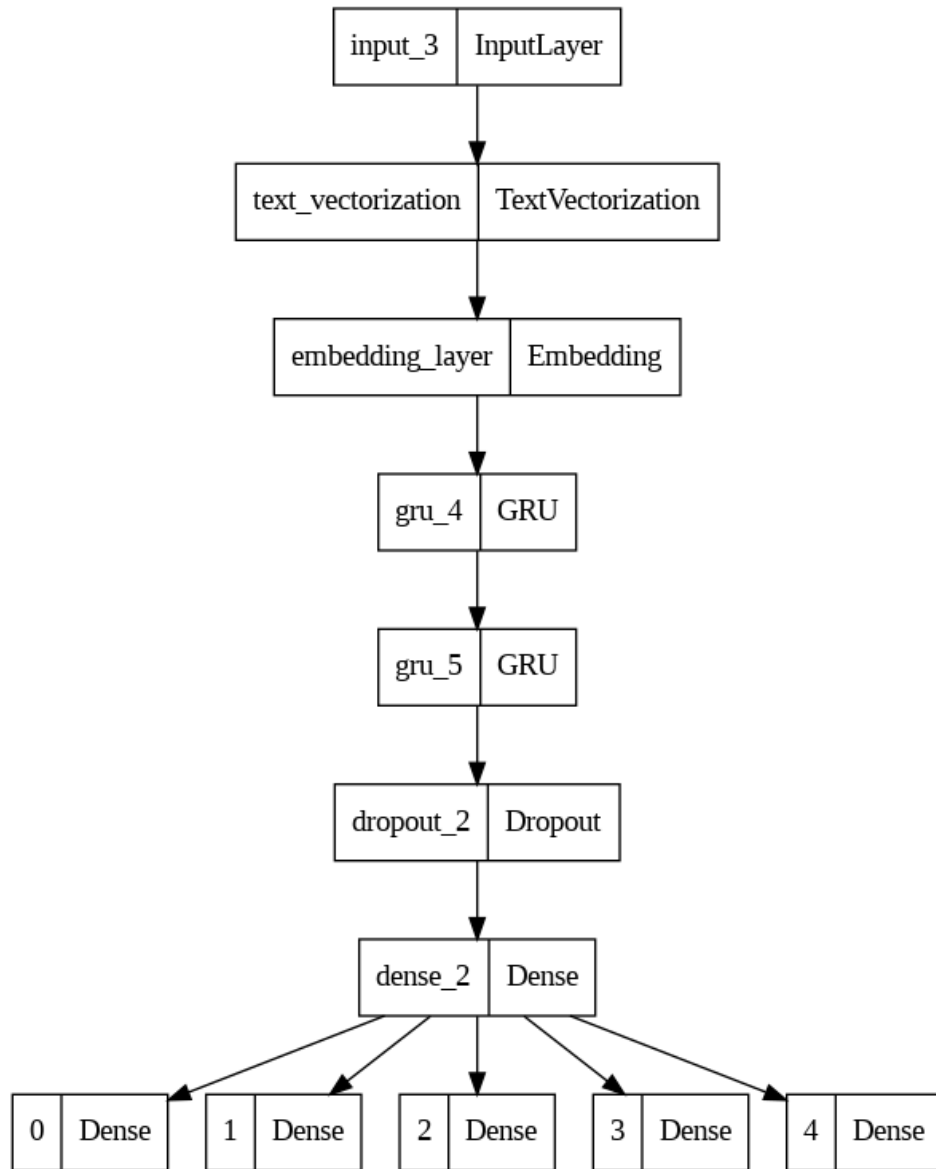 input_3 InputLayer
text_vectorization TextVectorization
embedding_layer Embedding
gru_4 GRU
gru_5 GRU
dropout_2 Dropout
dense_2 Dense
0 Dense 1 Dense 2 Dense 3 Dense 4 Dense